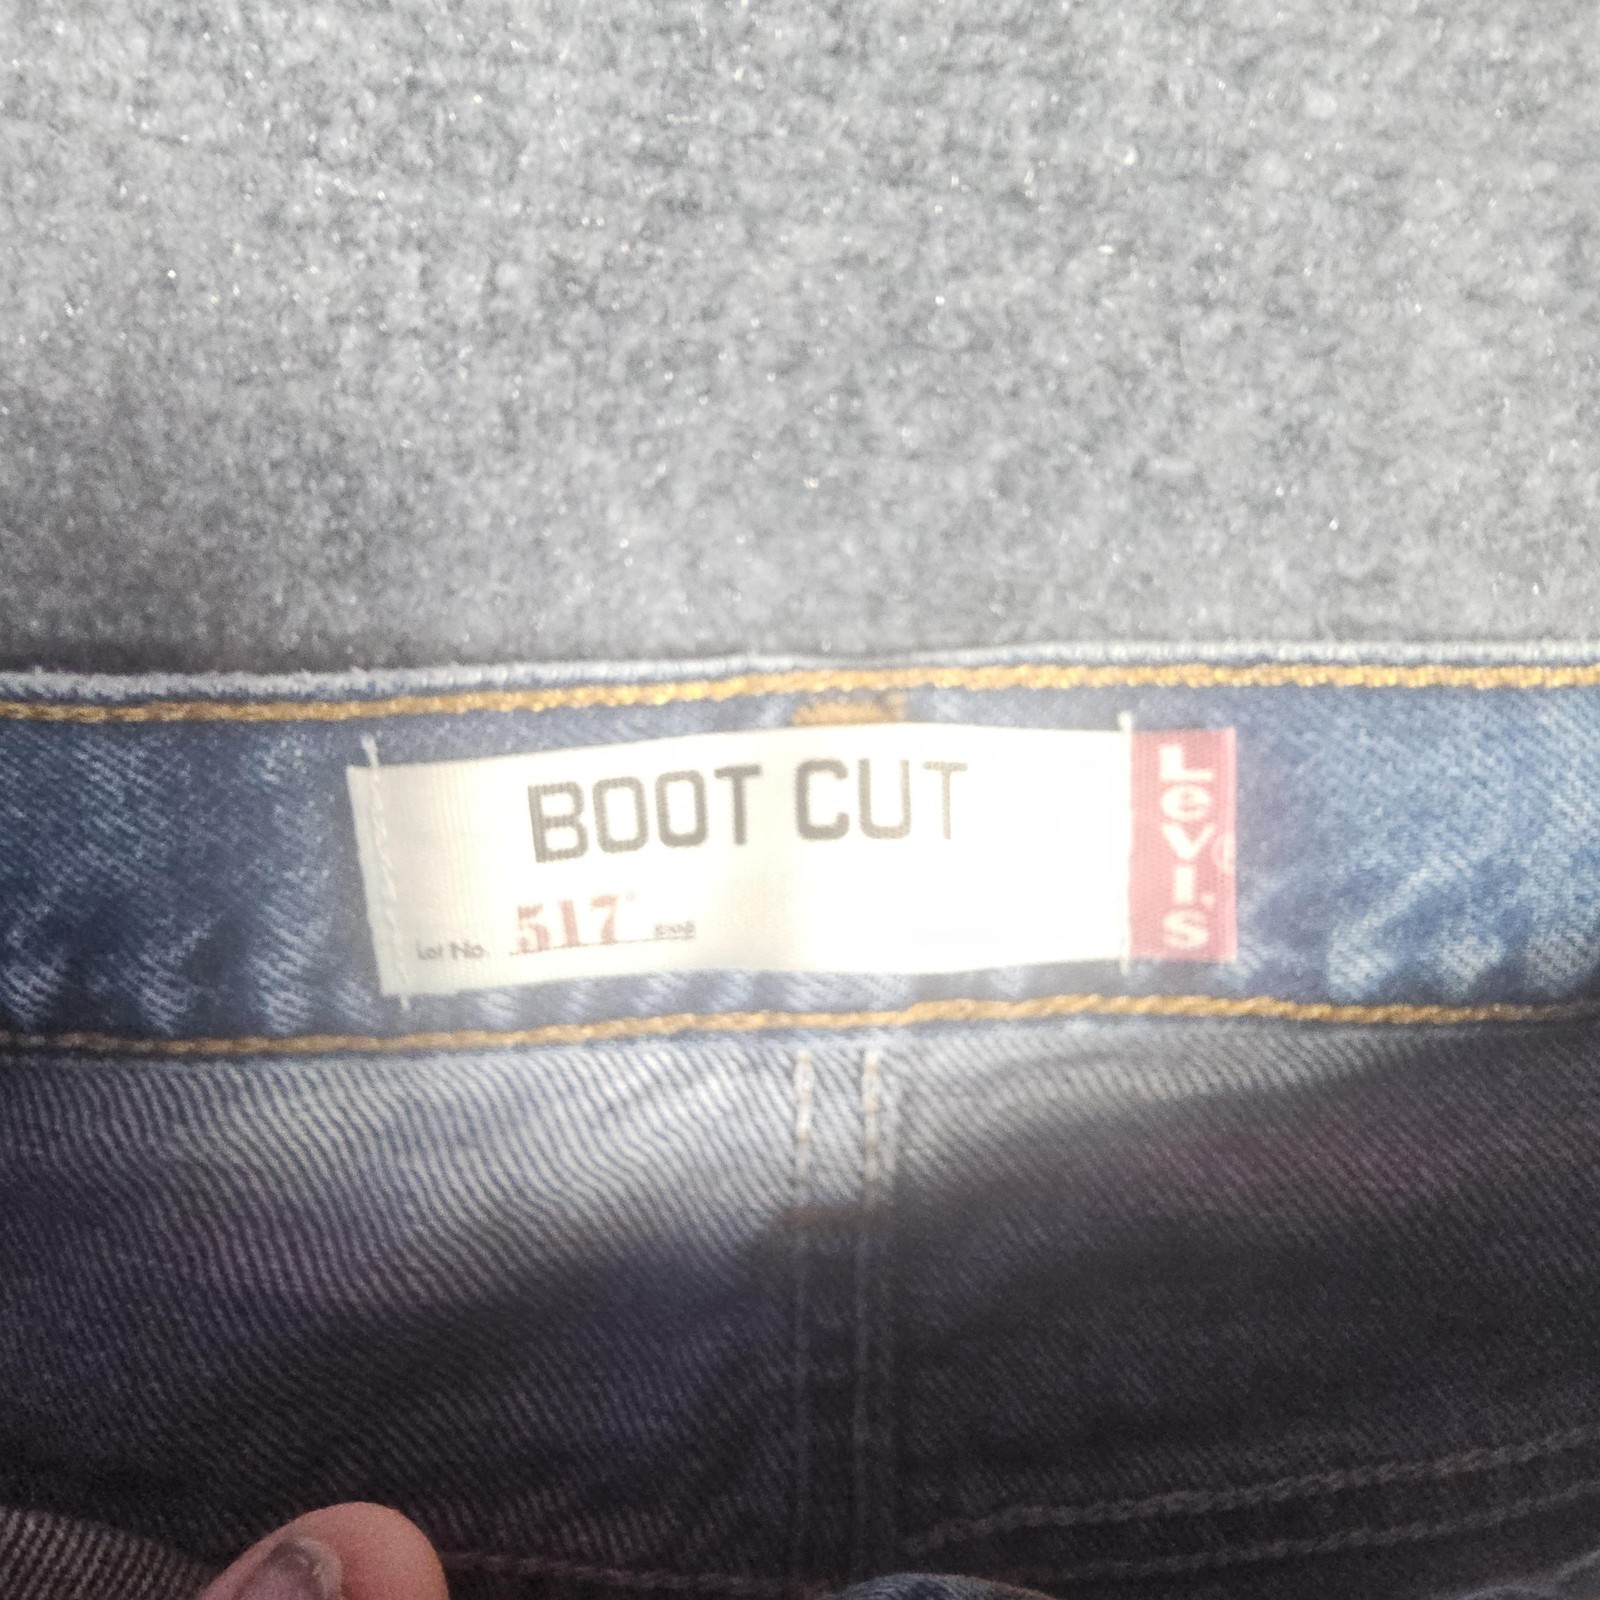 BOOT CUT
Lot No. 517
LEVI'S